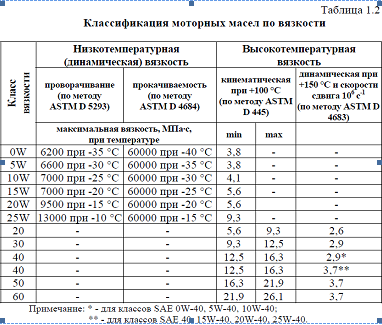 Таблица 1.2
Классификация моторных масел по вязкости
Класс вязкости
Низкотемпературная (динамическая) вязкость
Высокотемпературная вязкость
проворачивание (по методу ASTM D 5293)
прокачиваемость (по методу ASTM D 4684)
кинематическая при +100 °C (по методу ASTM D 445)
динамическая при +150 °C и скорости сдвига 10⁶ с⁻¹ (по методу ASTM D 4683)
максимальная вязкость, МПа·с, при температуре
min max
0W 6200 при -35 °C 60000 при -40 °C 3,8 - -
5W 6600 при -30 °C 60000 при -35 °C 3,8 - -
10W 7000 при -25 °C 60000 при -30 °C 4,1 - -
15W 7000 при -20 °C 60000 при -25 °C 5,6 - -
20W 9500 при -15 °C 60000 при -20 °C 5,6 - -
25W 13000 при -10 °C 60000 при -15 °C 9,3 - -
20 - - 5,6 9,3 2,6
30 - - 9,3 12,5 2,9
40 - - 12,5 16,3 2,9*
40 - - 12,5 16,3 3,7**
50 - - 16,3 21,9 3,7
60 - - 21,9 26,1 3,7
Примечание: * - для классов SAE 0W-40, 5W-40, 10W-40;
** - для классов SAE 40, 15W-40, 20W-40, 25W-40.